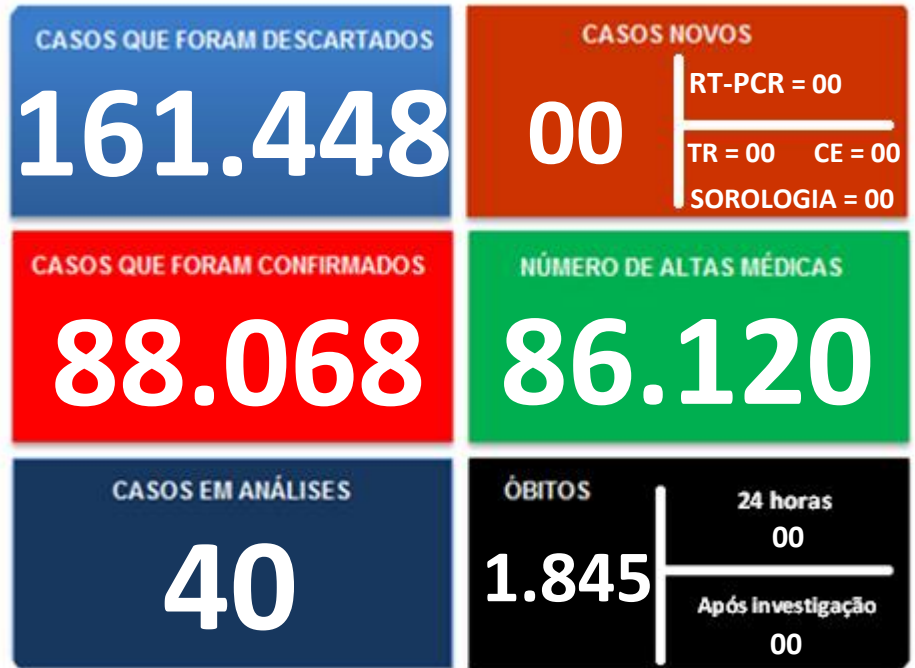 CASOS QUE FORAM DESCARTADOS
161.448
CASOS NOVOS
00
RT-PCR = 00
TR = 00 CE = 00
SOROLOGIA = 00
CASOS QUE FORAM CONFIRMADOS
88.068
NÚMERO DE ALTAS MÉDICAS
86.120
CASOS EM ANÁLISES
40
ÓBITOS
1.845
24 horas
00
Após investigação
00